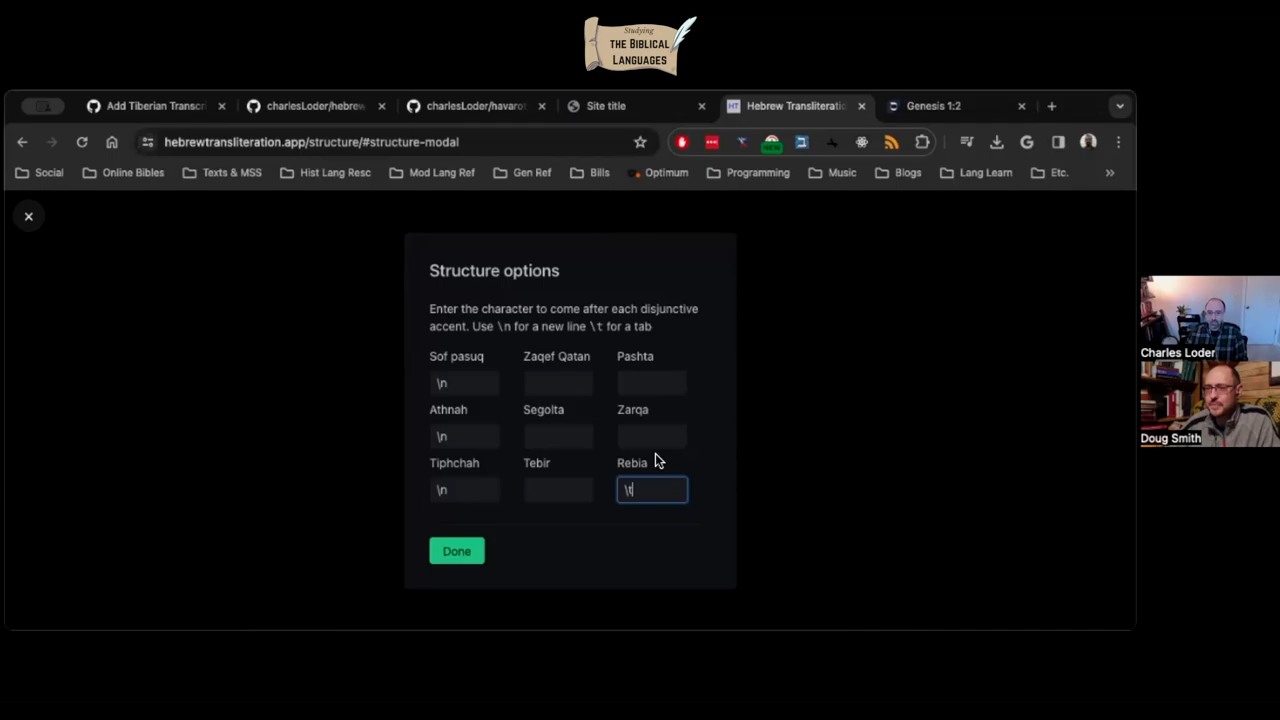 Studying
THE BIBLICAL
LANGUAGES
Add Tiberian Transcri
charlesLoder/hebrew
charlesLoder/havaro
Site title
Hebrew Transliteratio
Genesis 1:2
hebrewtransliteration.app/structure/#structure-modal
NEW
Social
Online Bibles
Texts & MSS
Hist Lang Resc
Mod Lang Ref
Gen Ref
Bills
Optimum
Programming
Music
Blogs
Lang Learn
Etc.
Structure options
Enter the character to come after each disjunctive
accent. Use \n for a new line \t for a tab
Sof pasuq Zaqef Qatan Pashta
\n
Athnah Segolta Zarqa
\n
Tiphchah Tebir Rebia
\n \t
Done
Charles Loder
Doug Smith